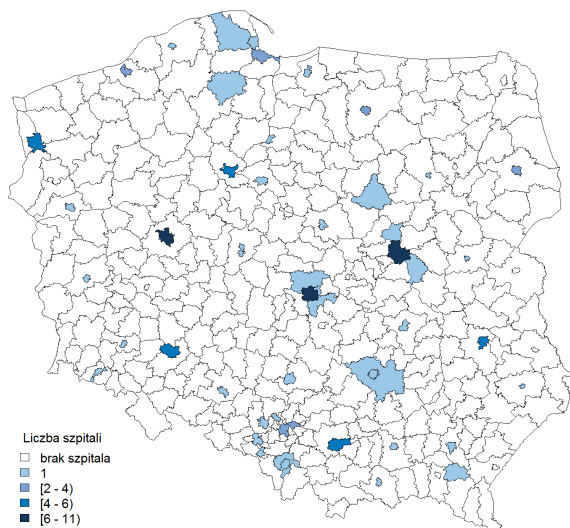 Liczba szpitali
brak szpitala
1
[2 - 4)
[4 - 6)
[6 - 11)